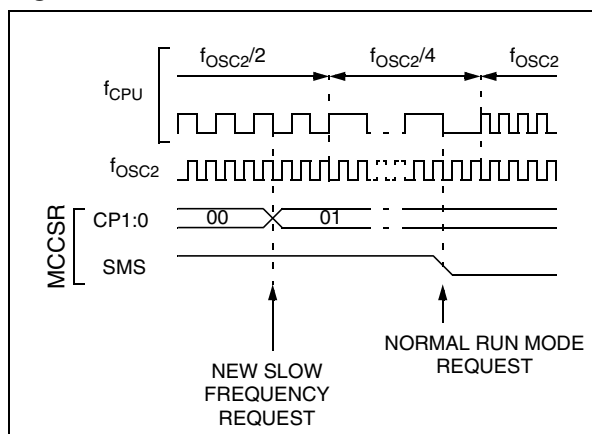 fOSC2/2 fOSC2/4 fOSC2
fCPU
fOSC2
MCCSR
CP1:0 00 01
SMS
NEW SLOW
FREQUENCY
REQUEST
NORMAL RUN MODE
REQUEST